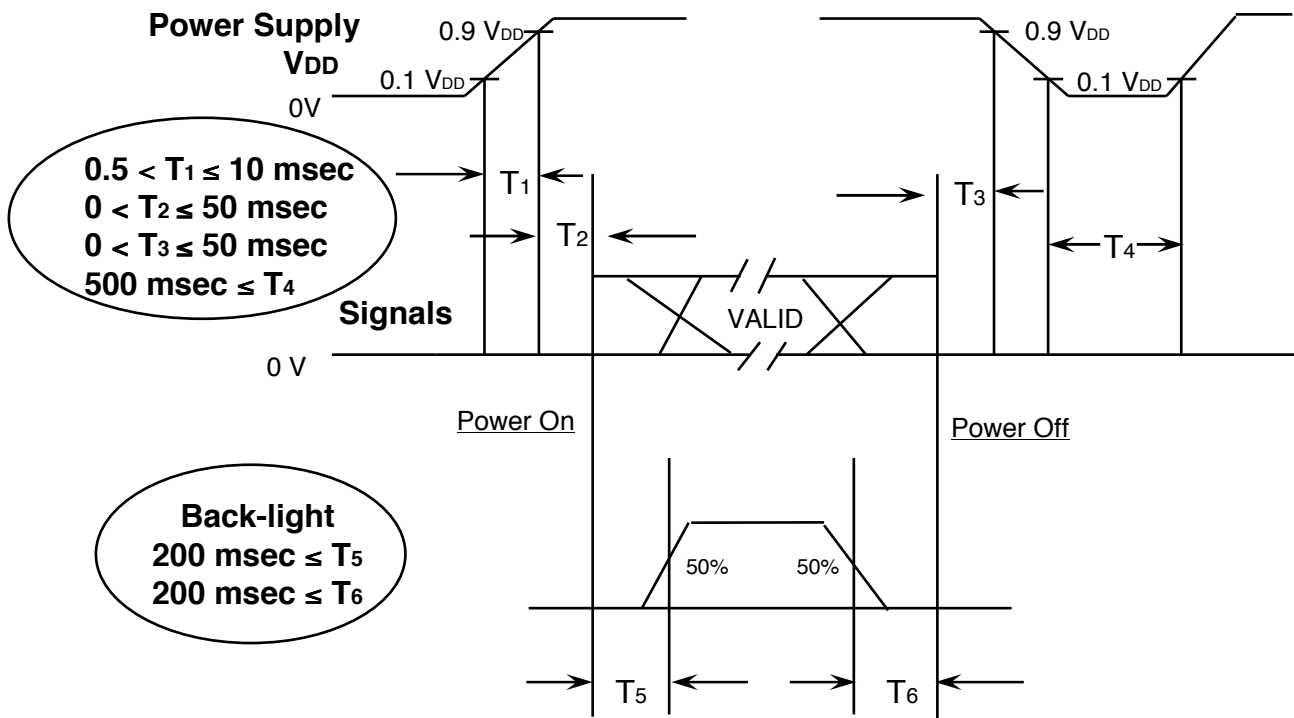 Power Supply
VDD
0.9 VDD
0.1 VDD
0V
0.9 VDD
0.1 VDD
0.5 < T1 ≤ 10 msec
0 < T2 ≤ 50 msec
0 < T3 ≤ 50 msec
500 msec ≤ T4
T1
T2
T3
T4
Signals
VALID
0 V
Power On
Power Off
Back-light
200 msec ≤ T5
200 msec ≤ T6
50%
50%
T5
T6